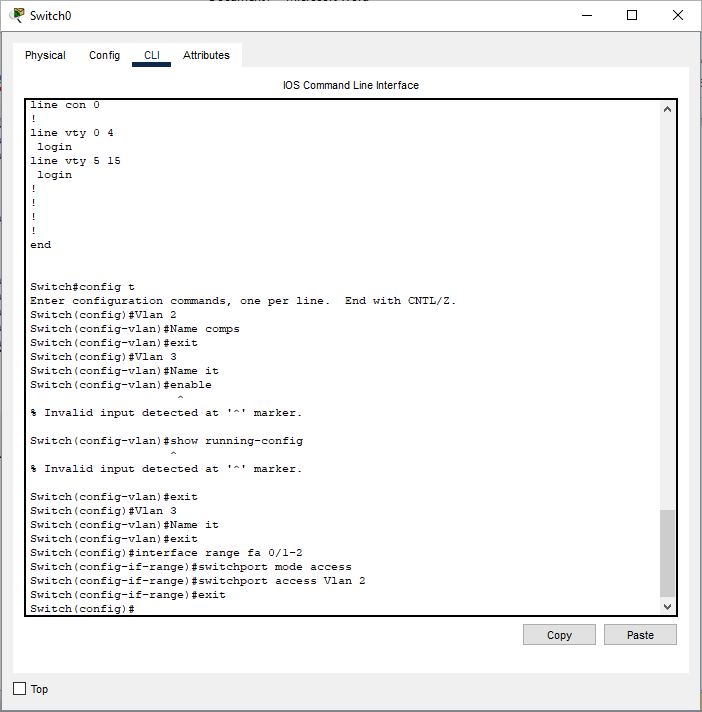 Switch0
Physical Config CLI Attributes
IOS Command Line Interface
line con 0
!
line vty 0 4
 login
line vty 5 15
 login
!
!
!
!
end
Switch#config t
Enter configuration commands, one per line.  End with CNTL/Z.
Switch(config)#Vlan 2
Switch(config-vlan)#Name comps
Switch(config-vlan)#exit
Switch(config)#Vlan 3
Switch(config-vlan)#Name it
Switch(config-vlan)#enable
                    ^
% Invalid input detected at '^' marker.
Switch(config-vlan)#show running-config
                   ^
% Invalid input detected at '^' marker.
Switch(config-vlan)#exit
Switch(config)#Vlan 3
Switch(config-vlan)#Name it
Switch(config-vlan)#exit
Switch(config)#interface range fa 0/1-2
Switch(config-if-range)#switchport mode access
Switch(config-if-range)#switchport access Vlan 2
Switch(config-if-range)#exit
Switch(config)#
Copy Paste
Top